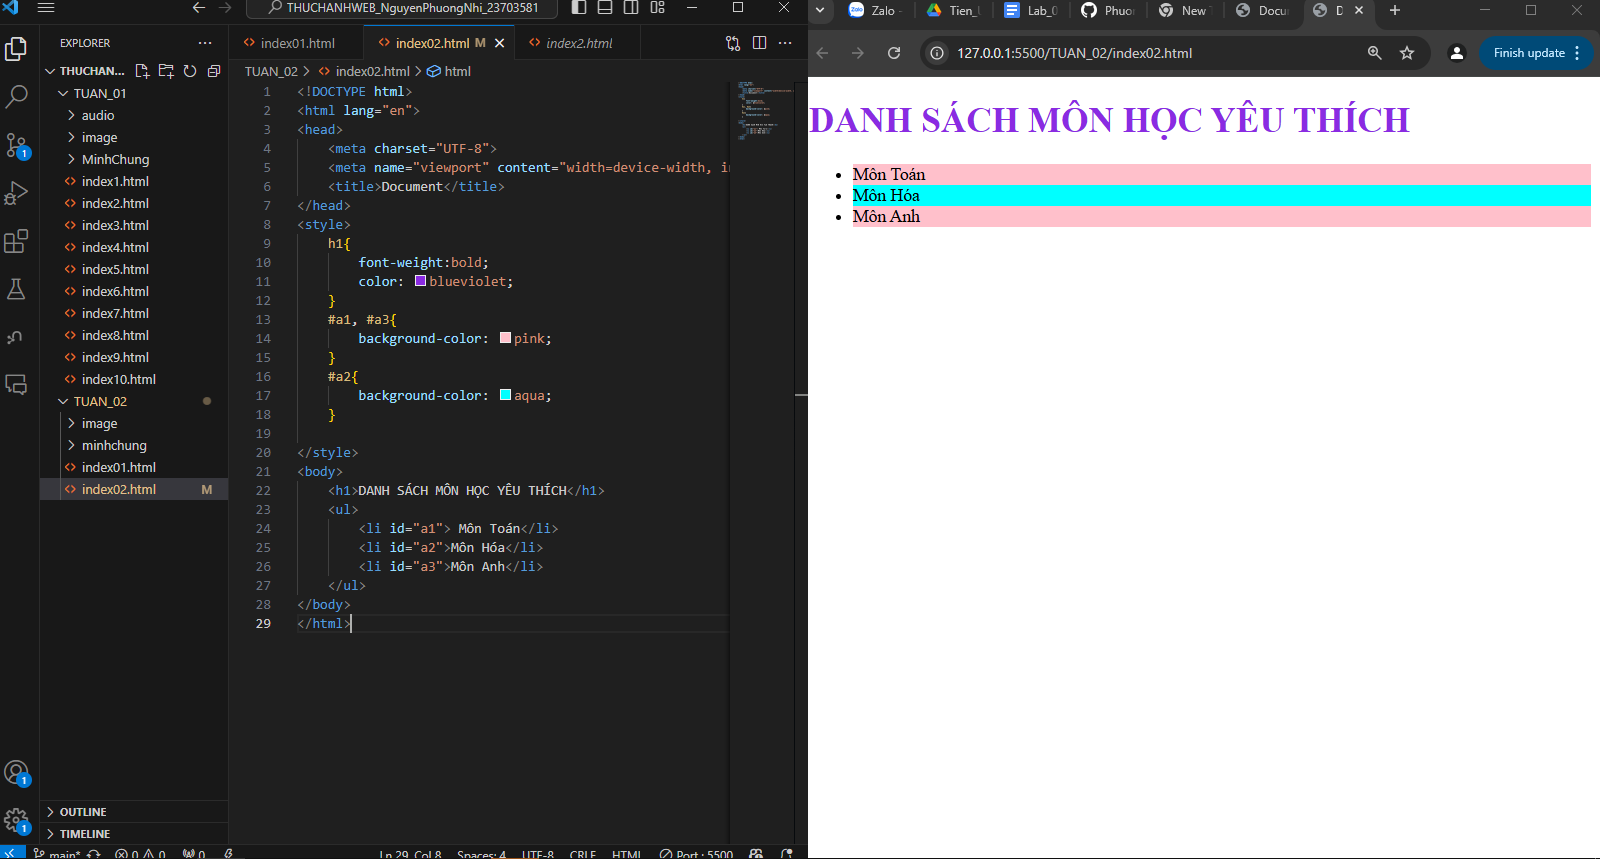 THUCHANHWEB_NguyenPhuongNhi_23703581
EXPLORER
THUCHAN...
TUAN_01
audio
image
MinhChung
index1.html
index2.html
index3.html
index4.html
index5.html
index6.html
index7.html
index8.html
index9.html
index10.html
TUAN_02
image
minhchung
index01.html
index02.html M
OUTLINE
TIMELINE
1
1
1
index01.html
index02.html M
index2.html
TUAN_02 > index02.html > html
1 <!DOCTYPE html>
2 <html lang="en">
3 <head>
4 <meta charset="UTF-8">
5 <meta name="viewport" content="width=device-width, in
6 <title>Document</title>
7 </head>
8 <style>
9 h1{
10 font-weight:bold;
11 color: blueviolet;
12 }
13 #a1, #a3{
14 background-color: pink;
15 }
16 #a2{
17 background-color: aqua;
18 }
19
20 </style>
21 <body>
22 <h1>DANH SÁCH MÔN HỌC YÊU THÍCH</h1>
23 <ul>
24 <li id="a1"> Môn Toán</li>
25 <li id="a2">Môn Hóa</li>
26 <li id="a3">Môn Anh</li>
27 </ul>
28 </body>
29 </html>
main* 0 0 0 Ln 29, Col 8 Spaces: 4 UTF-8 CRLF HTML Port : 5500
Zalo -
Tien_
Lab_0
Phuo
New
Docu
D
127.0.0.1:5500/TUAN_02/index02.html
Finish update
DANH SÁCH MÔN HỌC YÊU THÍCH
• Môn Toán
• Môn Hóa
• Môn Anh